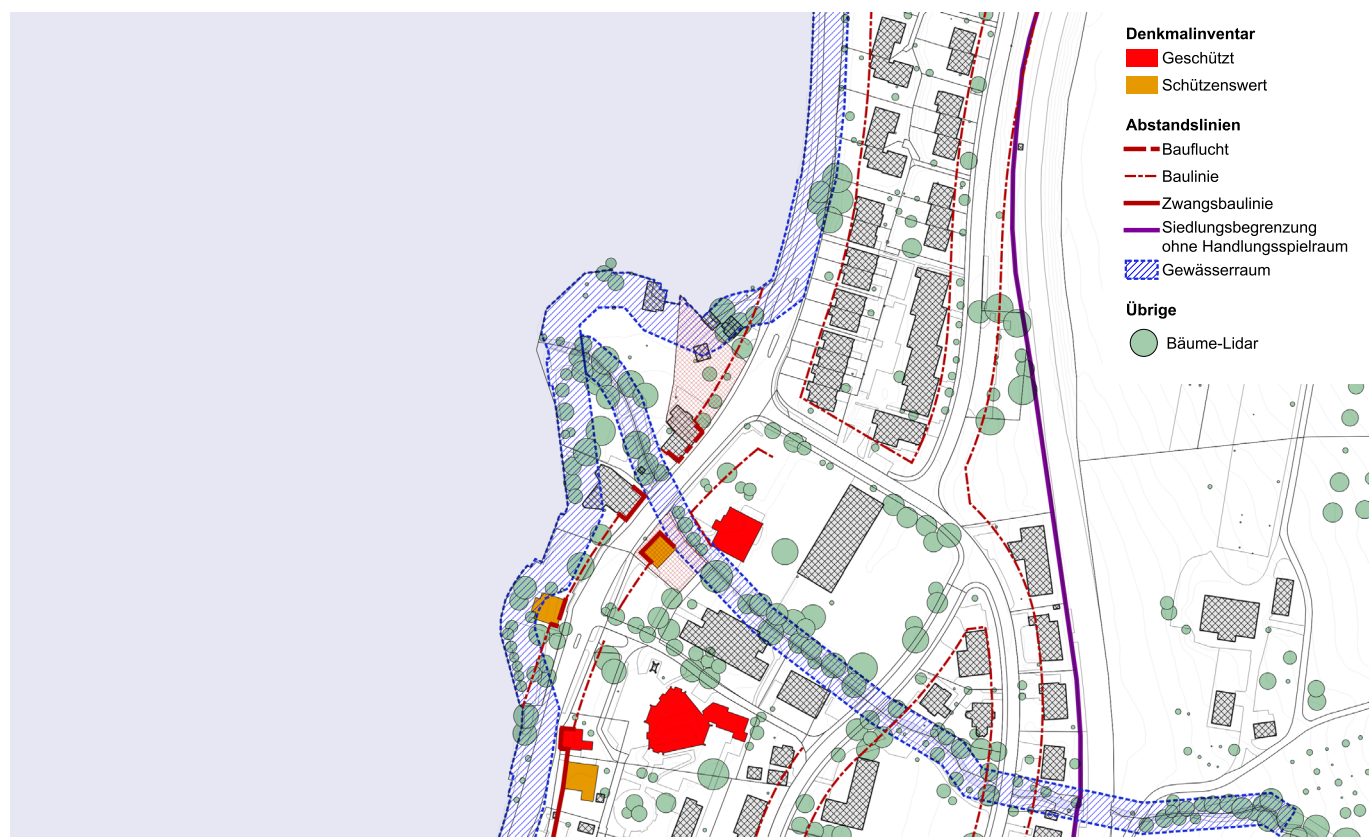 Denkmalinventar
Geschützt
Schützenswert
Abstandslinien
Bauflucht
Baulinie
Zwangsbaulinie
Siedlungsbegrenzung
ohne Handlungsspielraum
Gewässerraum
Übrige
Bäume-Lidar